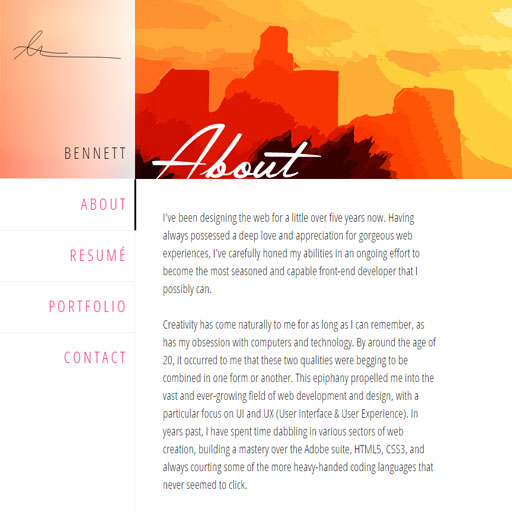 BENNETT
ABOUT
RESUMÉ
PORTFOLIO
CONTACT
About
I've been designing the web for a little over five years now. Having
always possessed a deep love and appreciation for gorgeous web
experiences, I've carefully honed my abilities in an ongoing effort to
become the most seasoned and capable front-end developer that I
possibly can.
Creativity has come naturally to me for as long as I can remember, as
has my obsession with computers and technology. By around the age of
20, it occurred to me that these two qualities were begging to be
combined in one form or another. This epiphany propelled me into the
vast and ever-growing field of web development and design, with a
particular focus on UI and UX (User Interface & User Experience). In
years past, I have spent time dabbling in various sectors of web
creation, building a mastery over the Adobe suite, HTML5, CSS3, and
always courting some of the more heavy-handed coding languages that
never seemed to click.